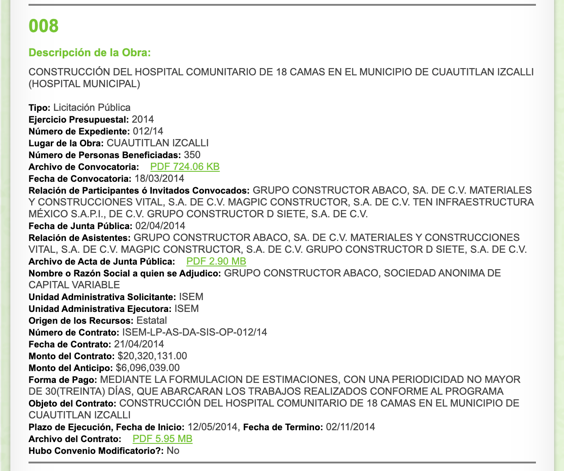 008
Descripción de la Obra:
CONSTRUCCIÓN DEL HOSPITAL COMUNITARIO DE 18 CAMAS EN EL MUNICIPIO DE CUAUTITLAN IZCALLI
(HOSPITAL MUNICIPAL)
Tipo: Licitación Pública
Ejercicio Presupuestal: 2014
Número de Expediente: 012/14
Lugar de la Obra: CUAUTITLAN IZCALLI
Número de Personas Beneficiadas: 350
Archivo de Convocatoria: PDF 724.06 KB
Fecha de Convocatoria: 18/03/2014
Relación de Participantes ó Invitados Convocados: GRUPO CONSTRUCTOR ABACO, SA. DE C.V. MATERIALES
Y CONSTRUCCIONES VITAL, S.A. DE C.V. MAGPIC CONSTRUCTOR, S.A. DE C.V. TEN INFRAESTRUCTURA
MÉXICO S.A.P.I., DE C.V. GRUPO CONSTRUCTOR D SIETE, S.A. DE C.V.
Fecha de Junta Pública: 02/04/2014
Relación de Asistentes: GRUPO CONSTRUCTOR ABACO, SA. DE C.V. MATERIALES Y CONSTRUCCIONES
VITAL, S.A. DE C.V. MAGPIC CONSTRUCTOR, S.A. DE C.V. GRUPO CONSTRUCTOR D SIETE, S.A. DE C.V.
Archivo de Acta de Junta Pública: PDF 2.90 MB
Nombre o Razón Social a quien se Adjudico: GRUPO CONSTRUCTOR ABACO, SOCIEDAD ANONIMA DE
CAPITAL VARIABLE
Unidad Administrativa Solicitante: ISEM
Unidad Administrativa Ejecutora: ISEM
Origen de los Recursos: Estatal
Número de Contrato: ISEM-LP-AS-DA-SIS-OP-012/14
Fecha de Contrato: 21/04/2014
Monto del Contrato: $20,320,131.00
Monto del Anticipo: $6,096,039.00
Forma de Pago: MEDIANTE LA FORMULACION DE ESTIMACIONES, CON UNA PERIODICIDAD NO MAYOR
DE 30(TREINTA) DÍAS, QUE ABARCARAN LOS TRABAJOS REALIZADOS CONFORME AL PROGRAMA
Objeto del Contrato: CONSTRUCCIÓN DEL HOSPITAL COMUNITARIO DE 18 CAMAS EN EL MUNICIPIO DE
CUAUTITLAN IZCALLI
Plazo de Ejecución, Fecha de Inicio: 12/05/2014, Fecha de Termino: 02/11/2014
Archivo del Contrato: PDF 5.95 MB
Hubo Convenio Modificatorio?: No